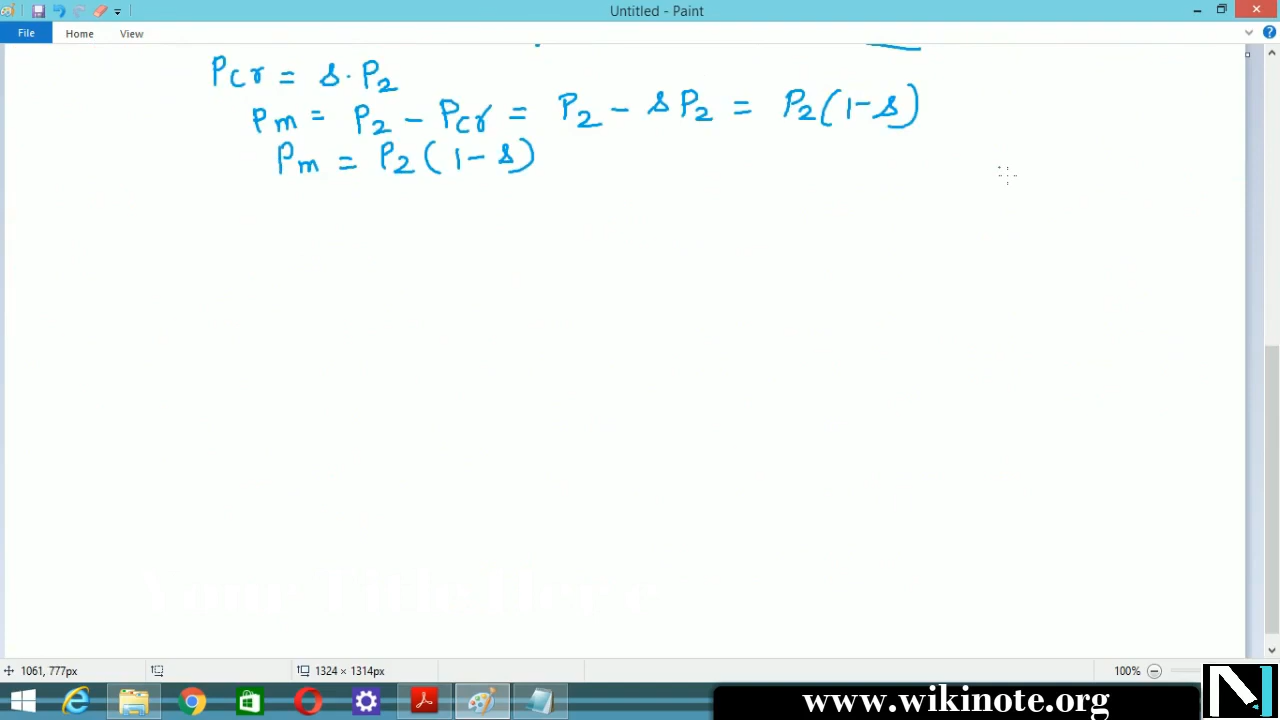 Untitled - Paint
File Home View
Pcr = s · P2
Pm = P2 - Pcr = P2 - s P2 = P2 (1 - s)
Pm = P2 (1 - s)
1061, 777px
1324 × 1314px
100%
www.wikinote.org
N